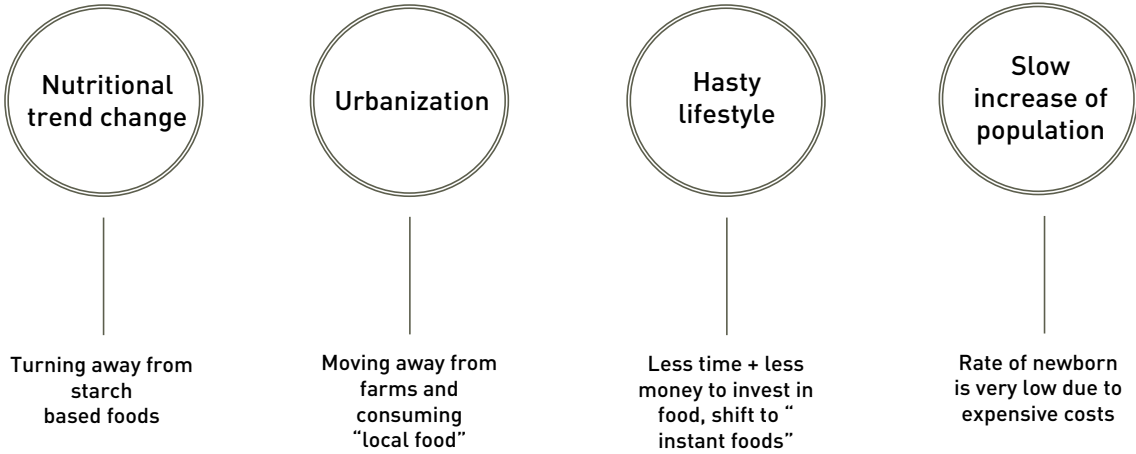 Nutritional
trend change
Urbanization
Hasty
lifestyle
Slow
increase of
population
Turning away from
starch
based foods
Moving away from
farms and
consuming
“local food”
Less time + less
money to invest in
food, shift to “
instant foods”
Rate of newborn
is very low due to
expensive costs